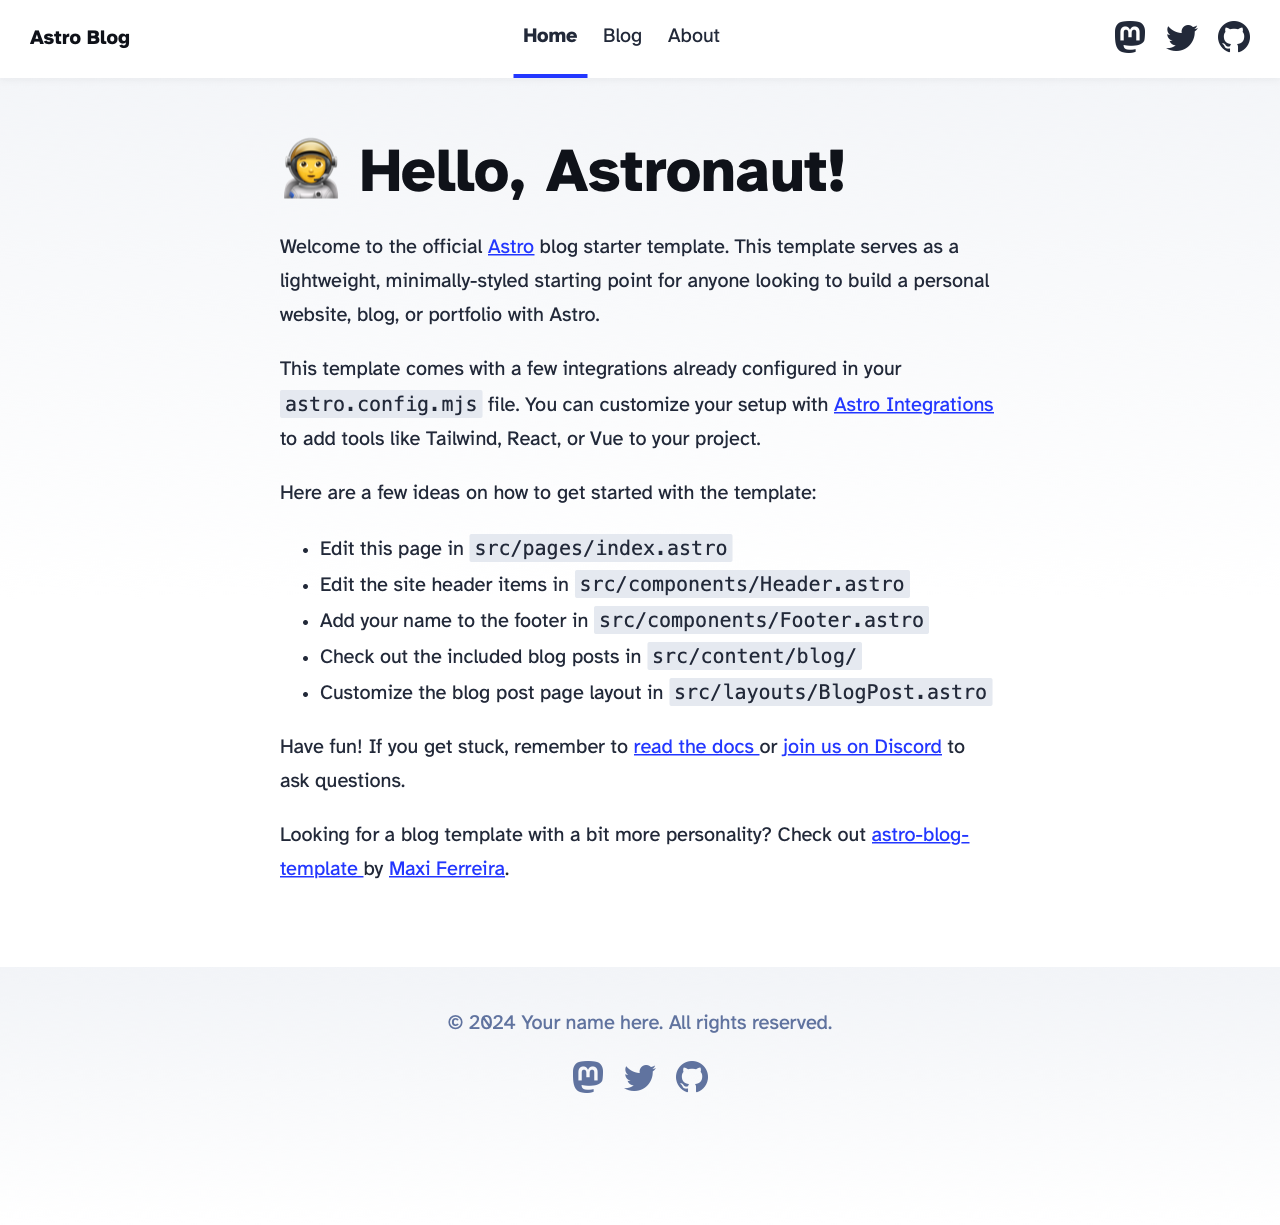 Astro Blog
Home Blog About
🧑‍🚀 Hello, Astronaut!
Welcome to the official Astro blog starter template. This template serves as a
lightweight, minimally-styled starting point for anyone looking to build a personal
website, blog, or portfolio with Astro.
This template comes with a few integrations already configured in your
astro.config.mjs file. You can customize your setup with Astro Integrations
to add tools like Tailwind, React, or Vue to your project.
Here are a few ideas on how to get started with the template:
• Edit this page in src/pages/index.astro
• Edit the site header items in src/components/Header.astro
• Add your name to the footer in src/components/Footer.astro
• Check out the included blog posts in src/content/blog/
• Customize the blog post page layout in src/layouts/BlogPost.astro
Have fun! If you get stuck, remember to read the docs or join us on Discord to
ask questions.
Looking for a blog template with a bit more personality? Check out astro-blog-
template by Maxi Ferreira.
© 2024 Your name here. All rights reserved.